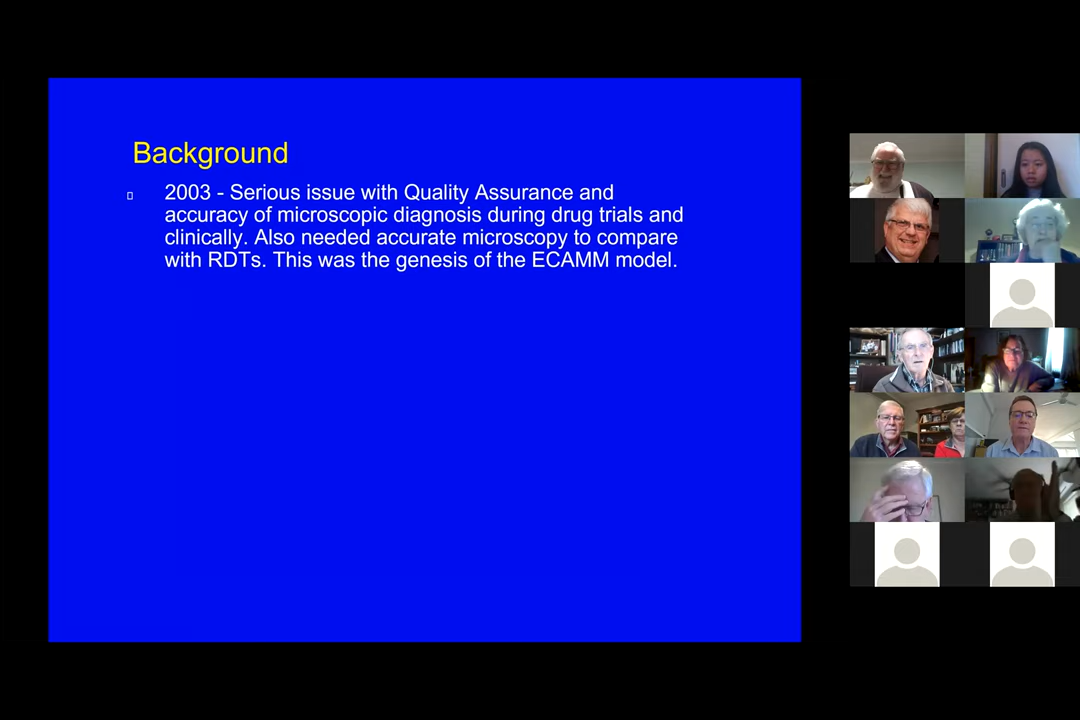 Background
2003 - Serious issue with Quality Assurance and
accuracy of microscopic diagnosis during drug trials and
clinically. Also needed accurate microscopy to compare
with RDTs. This was the genesis of the ECAMM model.